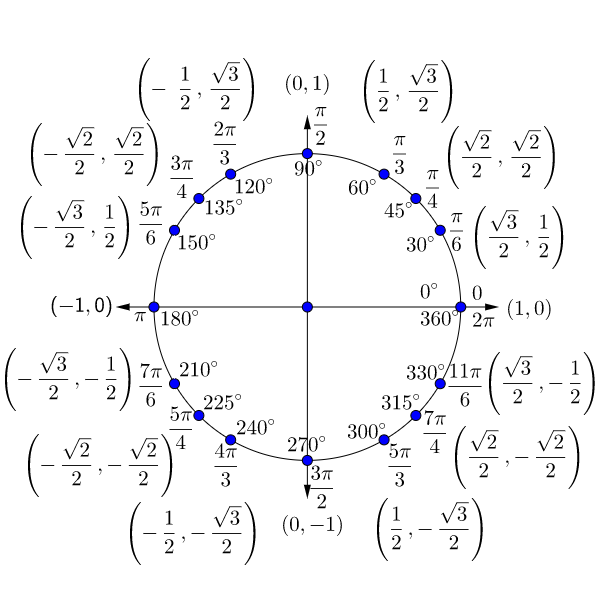 (-1/2, √3/2) (0, 1) (1/2, √3/2)
(-√2/2, √2/2) 3π/4 2π/3 π/2 π/3 (√2/2, √2/2)
120° 90° 60° π/4
135° 45°
(-√3/2, 1/2) 5π/6 150° 30° π/6 (√3/2, 1/2)
0° 0
(-1, 0) π 180° 360° 2π (1, 0)
(-√3/2, -1/2) 7π/6 210° 330° 11π/6 (√3/2, -1/2)
225° 315°
5π/4 240° 270° 300° 7π/4
(-√2/2, -√2/2) 4π/3 3π/2 5π/3 (√2/2, -√2/2)
(-1/2, -√3/2) (0, -1) (1/2, -√3/2)